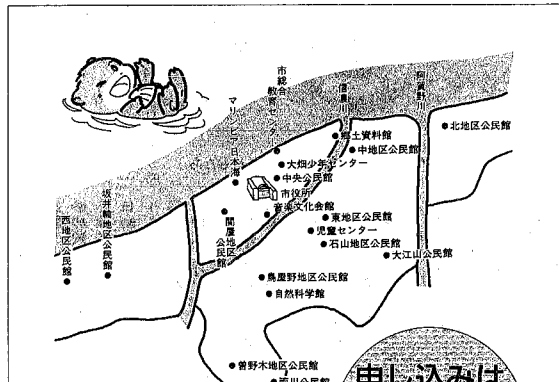 市総合
教育センター
マリンピア日本海
信濃川
阿賀野川
郷土資料館
中地区公民館
北地区公民館
大畑少年センター
中央公民館
市役所
音楽文化会館
関屋地区
公民館
坂井輪地区公民館
西地区公民館
東地区公民館
児童センター
石山地区公民館
大江山公民館
鳥屋野地区公民館
自然科学館
曽野木地区公民館
申し込みは